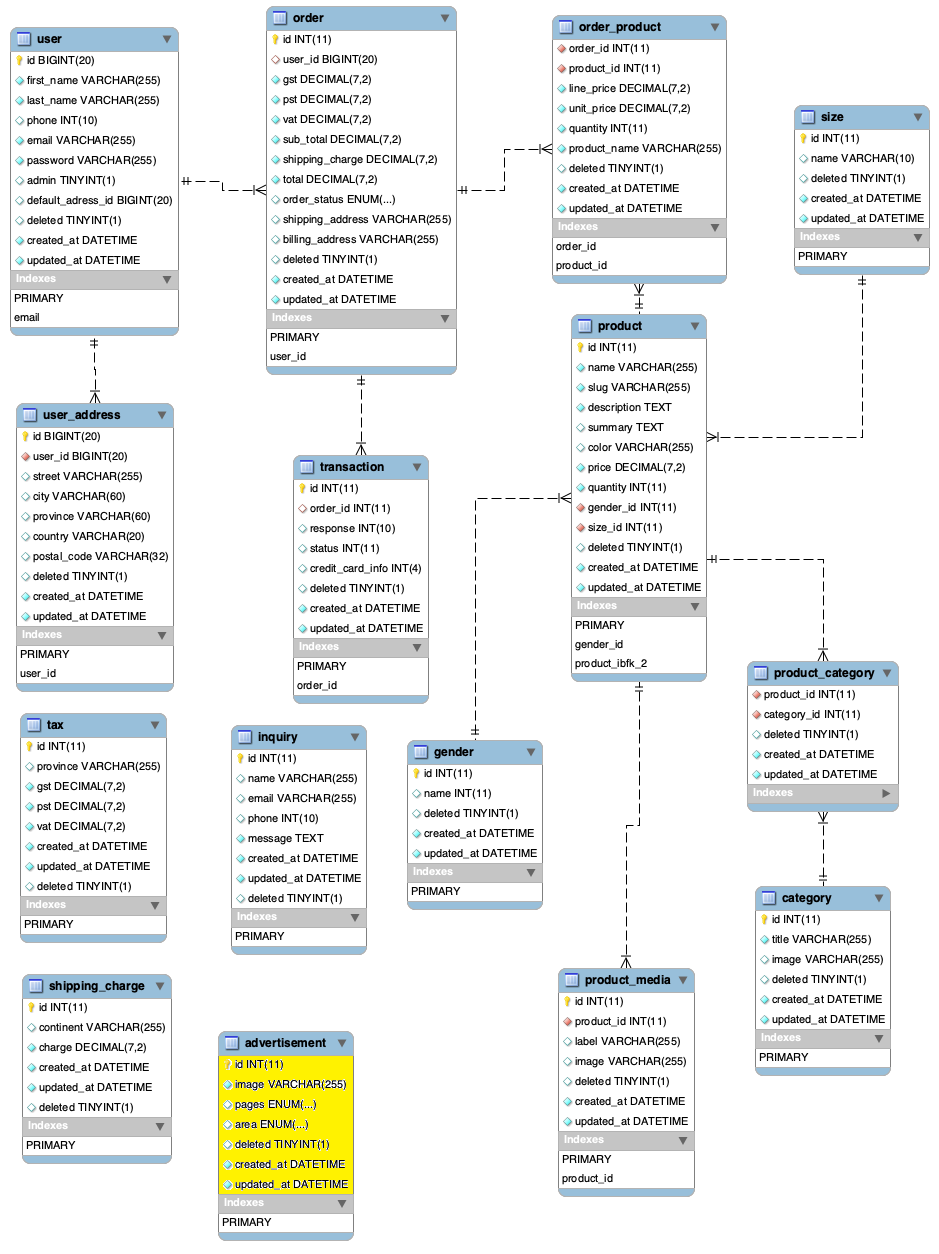 user
id BIGINT(20)
first_name VARCHAR(255)
last_name VARCHAR(255)
phone INT(10)
email VARCHAR(255)
password VARCHAR(255)
admin TINYINT(1)
default_adress_id BIGINT(20)
deleted TINYINT(1)
created_at DATETIME
updated_at DATETIME
Indexes
PRIMARY
email
order
id INT(11)
user_id BIGINT(20)
gst DECIMAL(7,2)
pst DECIMAL(7,2)
vat DECIMAL(7,2)
sub_total DECIMAL(7,2)
shipping_charge DECIMAL(7,2)
total DECIMAL(7,2)
order_status ENUM(...)
shipping_address VARCHAR(255)
billing_address VARCHAR(255)
deleted TINYINT(1)
created_at DATETIME
updated_at DATETIME
Indexes
PRIMARY
user_id
order_product
order_id INT(11)
product_id INT(11)
line_price DECIMAL(7,2)
unit_price DECIMAL(7,2)
quantity INT(11)
product_name VARCHAR(255)
deleted TINYINT(1)
created_at DATETIME
updated_at DATETIME
Indexes
order_id
product_id
size
id INT(11)
name VARCHAR(10)
deleted TINYINT(1)
created_at DATETIME
updated_at DATETIME
Indexes
PRIMARY
product
id INT(11)
name VARCHAR(255)
slug VARCHAR(255)
description TEXT
summary TEXT
color VARCHAR(255)
price DECIMAL(7,2)
quantity INT(11)
gender_id INT(11)
size_id INT(11)
deleted TINYINT(1)
created_at DATETIME
updated_at DATETIME
Indexes
PRIMARY
gender_id
product_ibfk_2
user_address
id BIGINT(20)
user_id BIGINT(20)
street VARCHAR(255)
city VARCHAR(60)
province VARCHAR(60)
country VARCHAR(20)
postal_code VARCHAR(32)
deleted TINYINT(1)
created_at DATETIME
updated_at DATETIME
Indexes
PRIMARY
user_id
transaction
id INT(11)
order_id INT(11)
response INT(10)
status INT(11)
credit_card_info INT(4)
deleted TINYINT(1)
created_at DATETIME
updated_at DATETIME
Indexes
PRIMARY
order_id
product_category
product_id INT(11)
category_id INT(11)
deleted TINYINT(1)
created_at DATETIME
updated_at DATETIME
Indexes
tax
id INT(11)
province VARCHAR(255)
gst DECIMAL(7,2)
pst DECIMAL(7,2)
vat DECIMAL(7,2)
created_at DATETIME
updated_at DATETIME
deleted TINYINT(1)
Indexes
PRIMARY
inquiry
id INT(11)
name VARCHAR(255)
email VARCHAR(255)
phone INT(10)
message TEXT
created_at DATETIME
updated_at DATETIME
deleted TINYINT(1)
Indexes
PRIMARY
gender
id INT(11)
name INT(11)
deleted TINYINT(1)
created_at DATETIME
updated_at DATETIME
Indexes
PRIMARY
category
id INT(11)
title VARCHAR(255)
image VARCHAR(255)
deleted TINYINT(1)
created_at DATETIME
updated_at DATETIME
Indexes
PRIMARY
shipping_charge
id INT(11)
continent VARCHAR(255)
charge DECIMAL(7,2)
created_at DATETIME
updated_at DATETIME
deleted TINYINT(1)
Indexes
PRIMARY
advertisement
id INT(11)
image VARCHAR(255)
pages ENUM(...)
area ENUM(...)
deleted TINYINT(1)
created_at DATETIME
updated_at DATETIME
Indexes
PRIMARY
product_media
id INT(11)
product_id INT(11)
label VARCHAR(255)
image VARCHAR(255)
deleted TINYINT(1)
created_at DATETIME
updated_at DATETIME
Indexes
PRIMARY
product_id